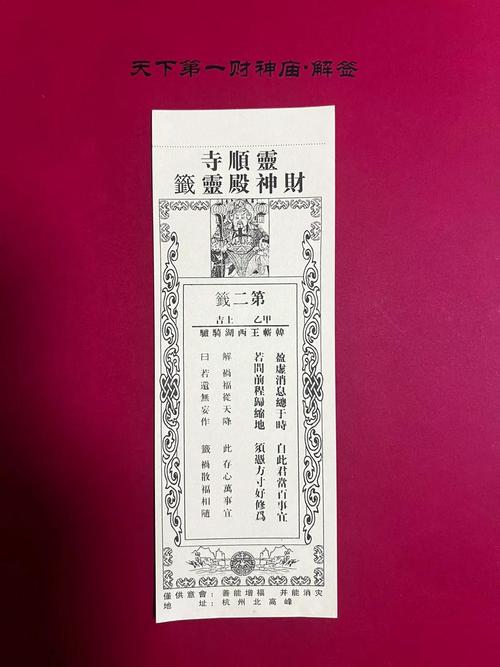 天下第一财神庙·解签
靈順寺
財神殿靈籤
第二籤
甲乙 上吉
韓蘄王西湖騎驢
盈虛消息總于時 自此君當百事宜
若問前程歸縮地 須憑方寸好修爲
解 禍福從天降 此 存心萬事宜
曰 若還無妄作 籤 禍散福相隨
僅供意會：善能增福 并能消灾
地 址：杭州北高峰